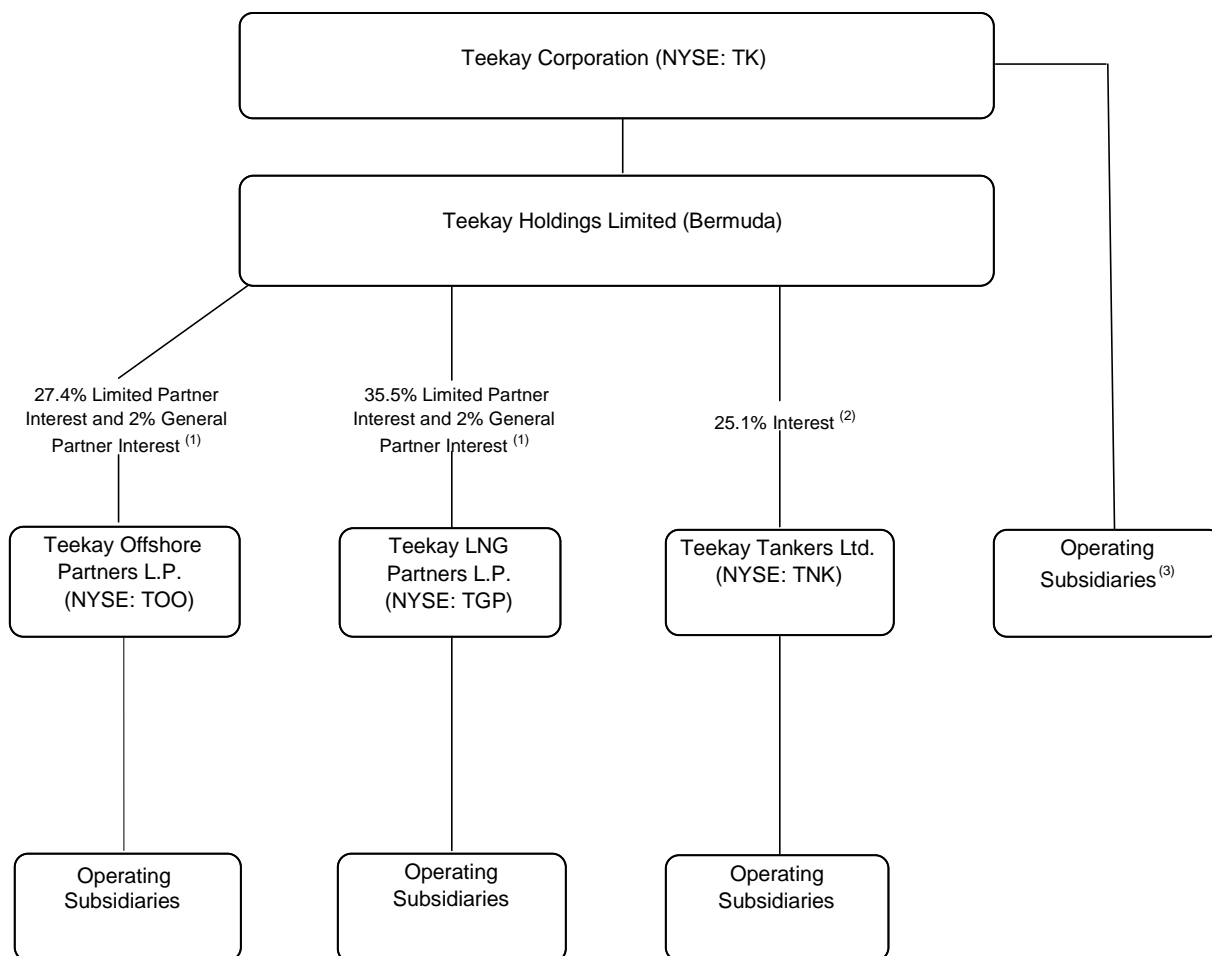 Teekay Corporation (NYSE: TK)
Teekay Holdings Limited (Bermuda)
27.4% Limited Partner
Interest and 2% General
Partner Interest (1)
35.5% Limited Partner
Interest and 2% General
Partner Interest (1)
25.1% Interest (2)
Teekay Offshore
Partners L.P.
(NYSE: TOO)
Teekay LNG
Partners L.P.
(NYSE: TGP)
Teekay Tankers Ltd.
(NYSE: TNK)
Operating
Subsidiaries (3)
Operating
Subsidiaries
Operating
Subsidiaries
Operating
Subsidiaries